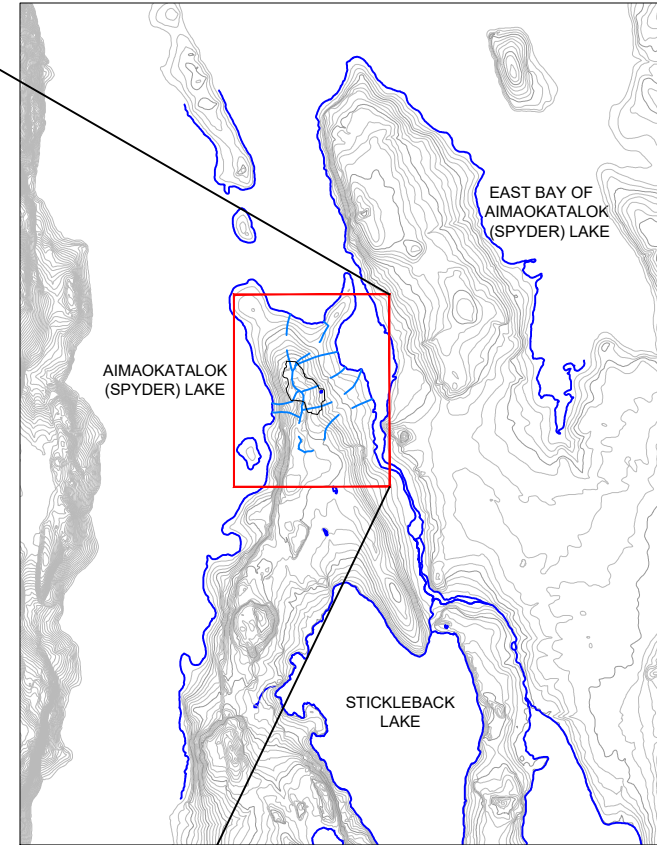 EAST BAY OF
AIMAOKATALOK
(SPYDER) LAKE
AIMAOKATALOK
(SPYDER) LAKE
STICKLEBACK
LAKE